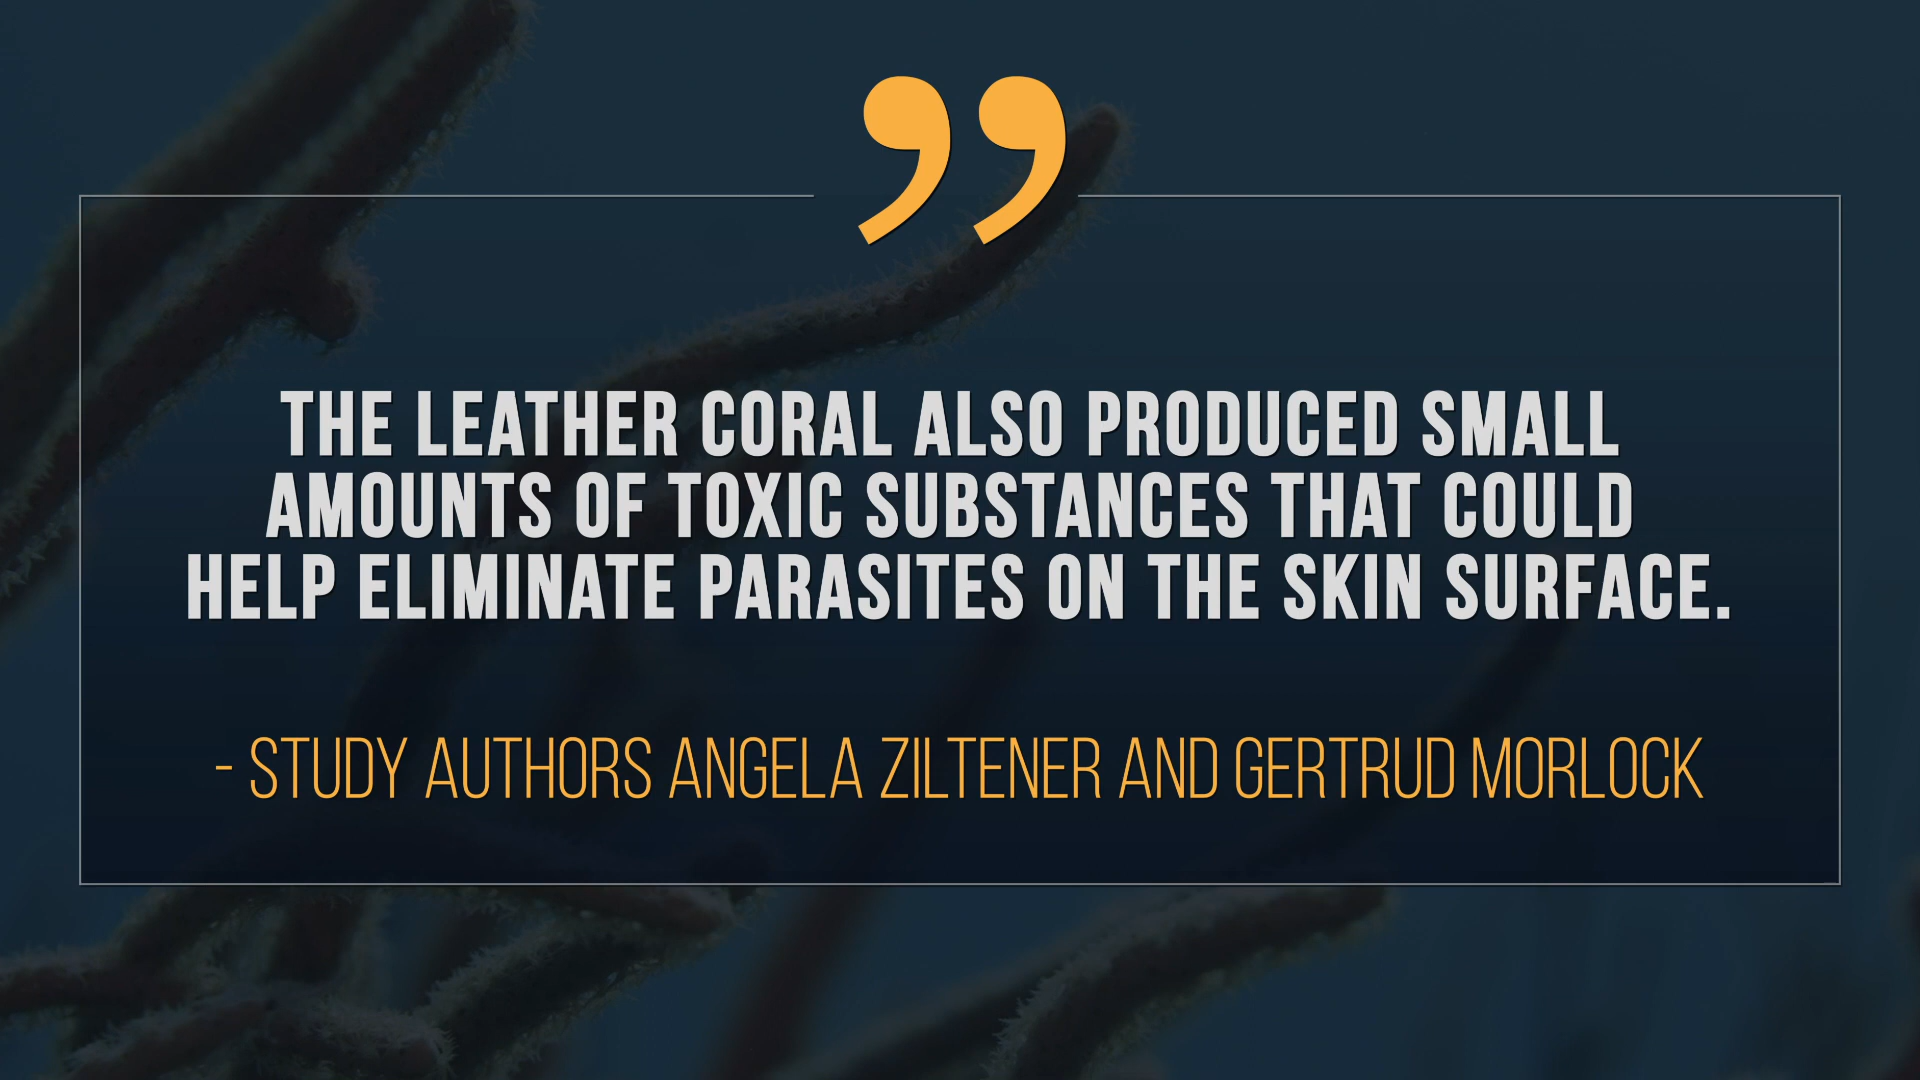 ”
THE LEATHER CORAL ALSO PRODUCED SMALL
AMOUNTS OF TOXIC SUBSTANCES THAT COULD
HELP ELIMINATE PARASITES ON THE SKIN SURFACE.
- STUDY AUTHORS ANGELA ZILTENER AND GERTRUD MORLOCK